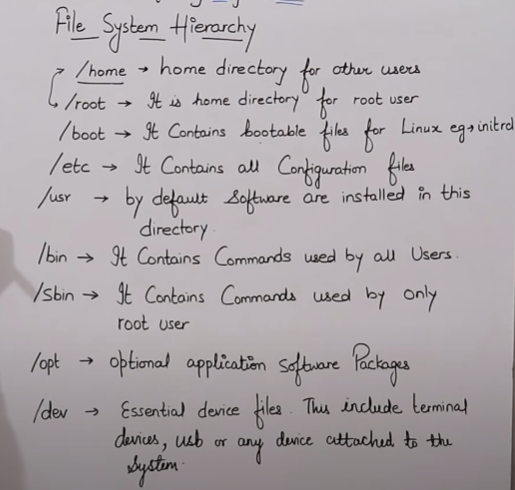 File System Hierarchy
/home → home directory for other users
/root → It is home directory for root user
/boot → It Contains bootable files for Linux eg → initrd
/etc → It Contains all Configuration files
/usr → by default Software are installed in this
directory.
/bin → It Contains Commands used by all Users.
/Sbin → It Contains Commands used by only
root user
/opt → optional application Software Packages
/dev → Essential device files. This include terminal
devices, usb or any device attached to the
System.